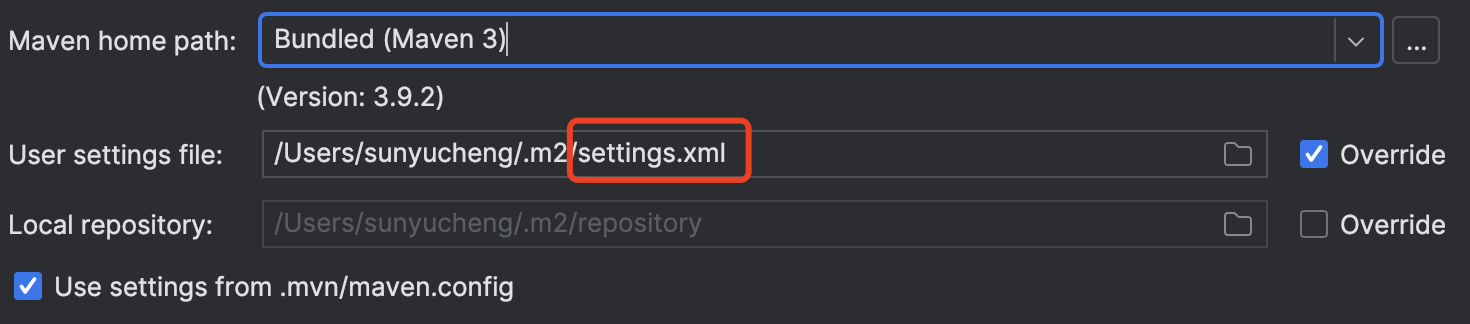 Maven home path: Bundled (Maven 3) ...
(Version: 3.9.2)
User settings file: /Users/sunyucheng/.m2/settings.xml Override
Local repository: /Users/sunyucheng/.m2/repository Override
Use settings from .mvn/maven.config